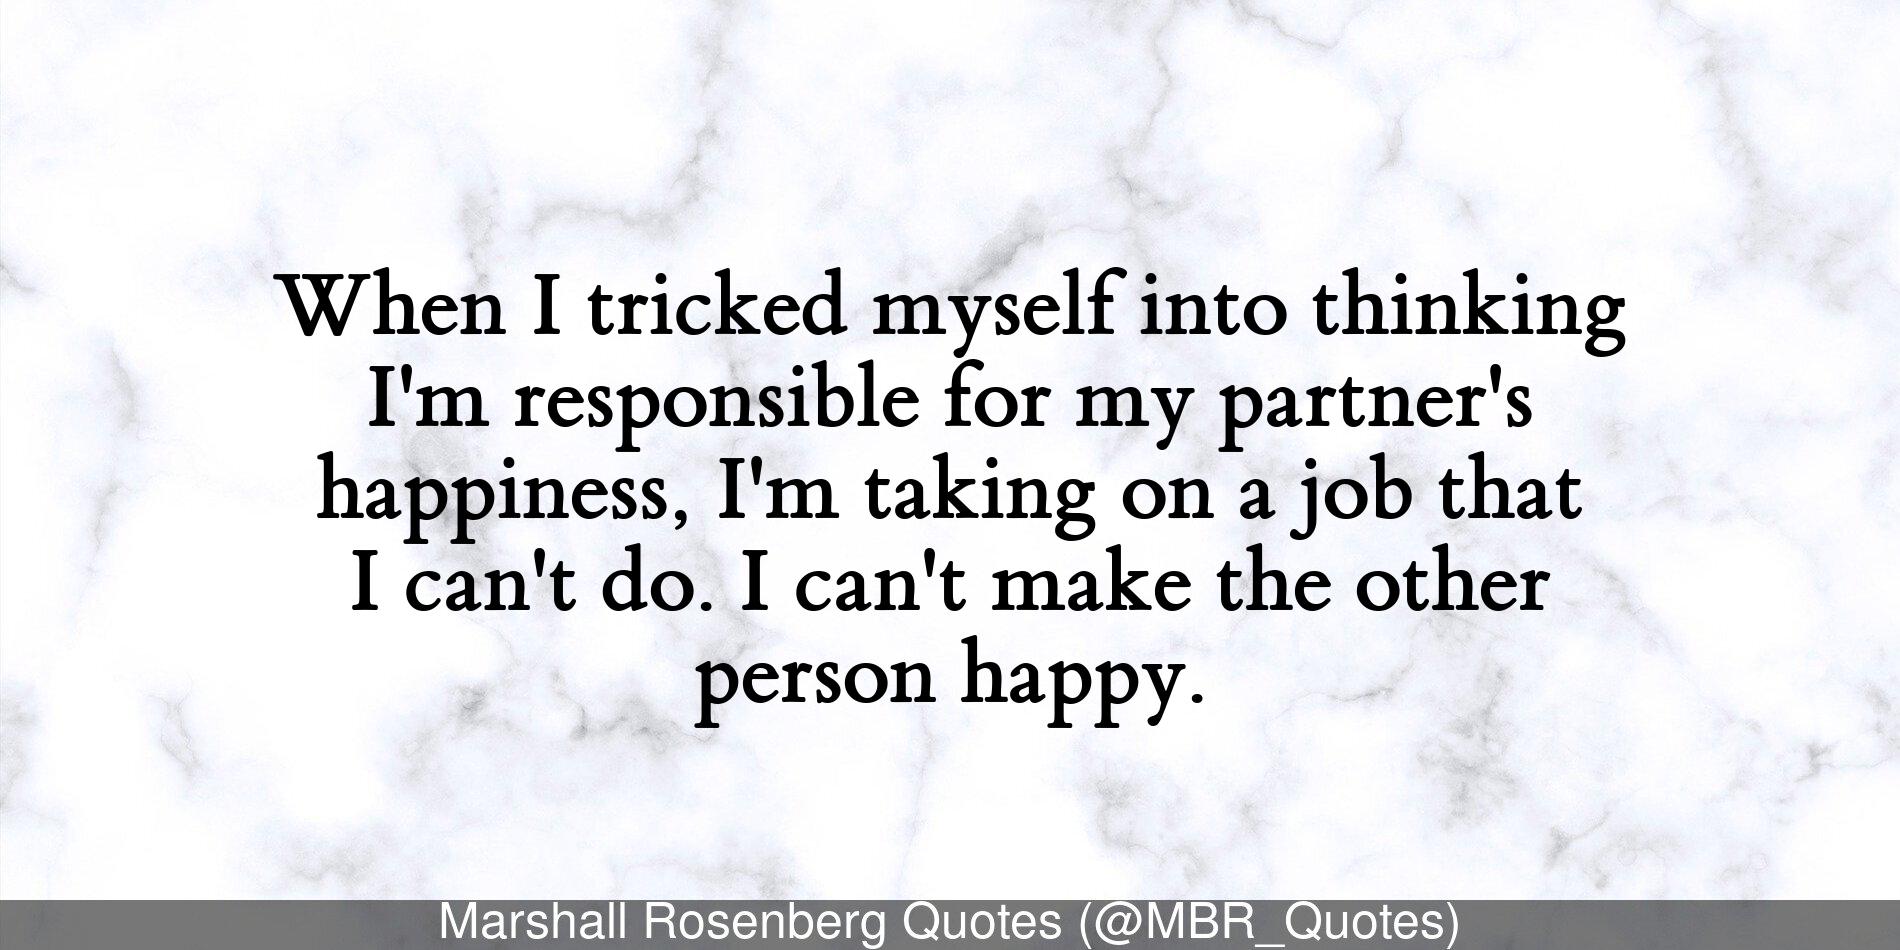 When I tricked myself into thinking
I'm responsible for my partner's
happiness, I'm taking on a job that
I can't do. I can't make the other
person happy.
Marshall Rosenberg Quotes (@MBR_Quotes)